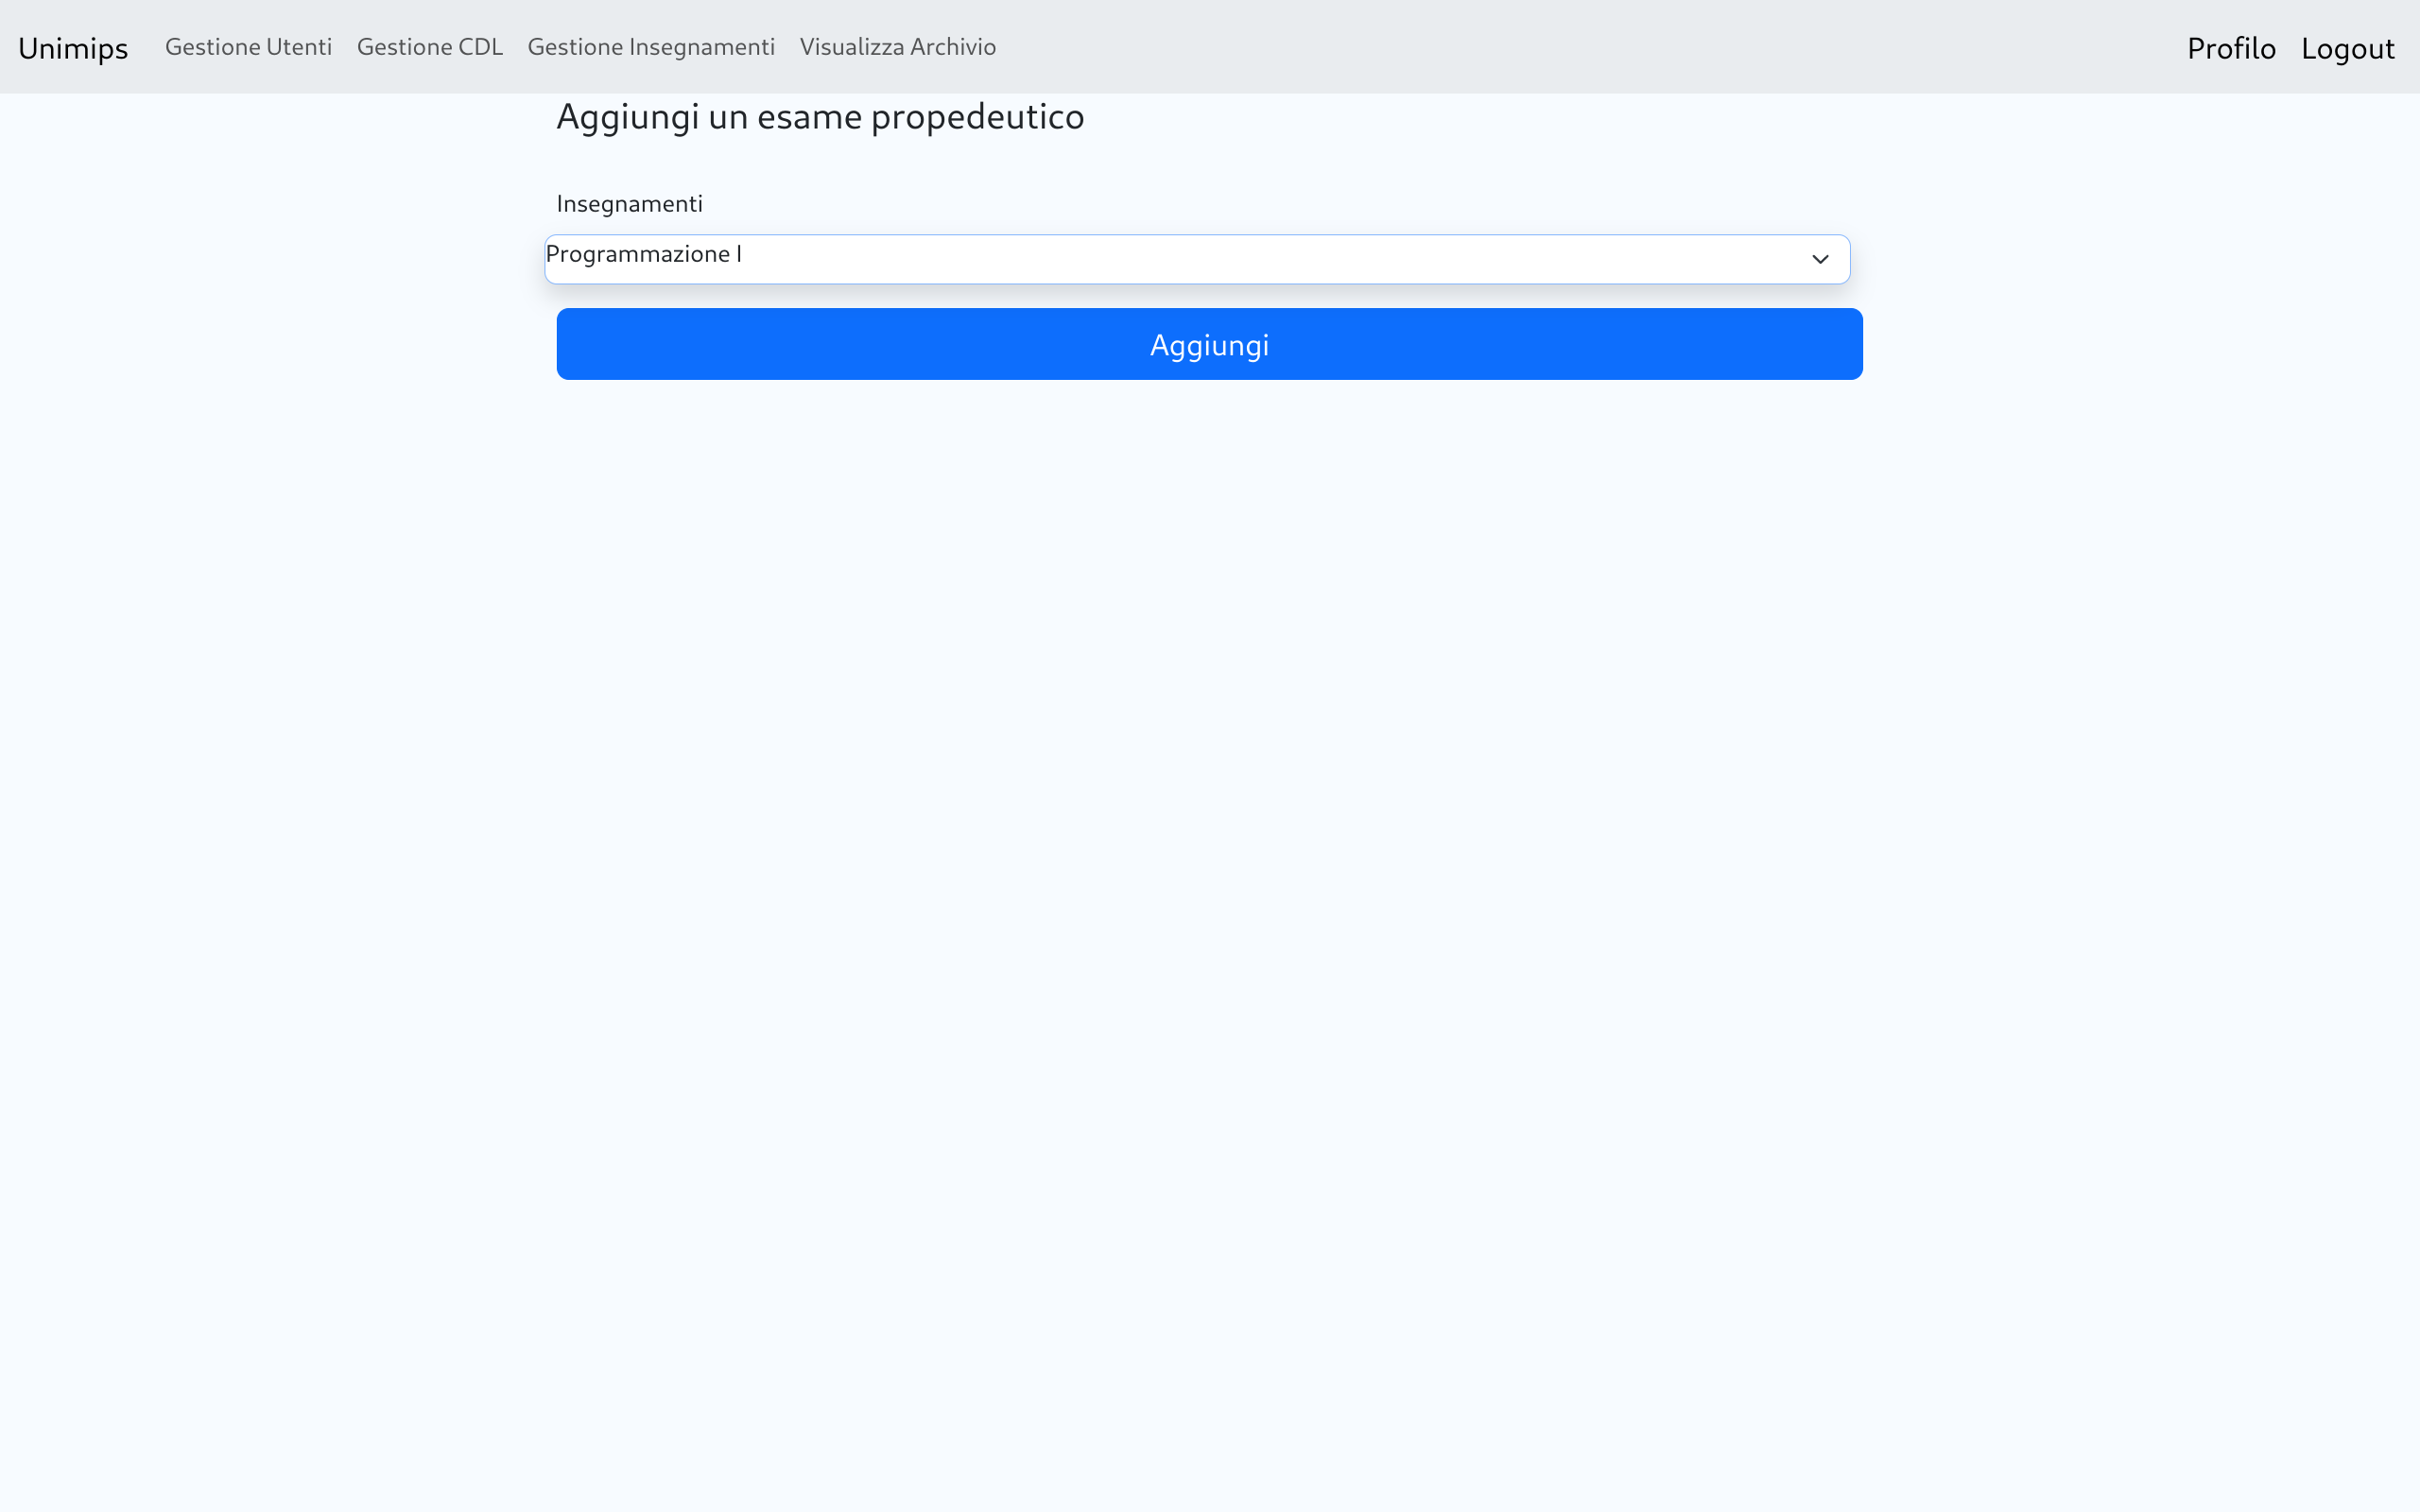 Unimips Gestione Utenti Gestione CDL Gestione Insegnamenti Visualizza Archivio Profilo Logout
Aggiungi un esame propedeutico
Insegnamenti
Programmazione I
Aggiungi